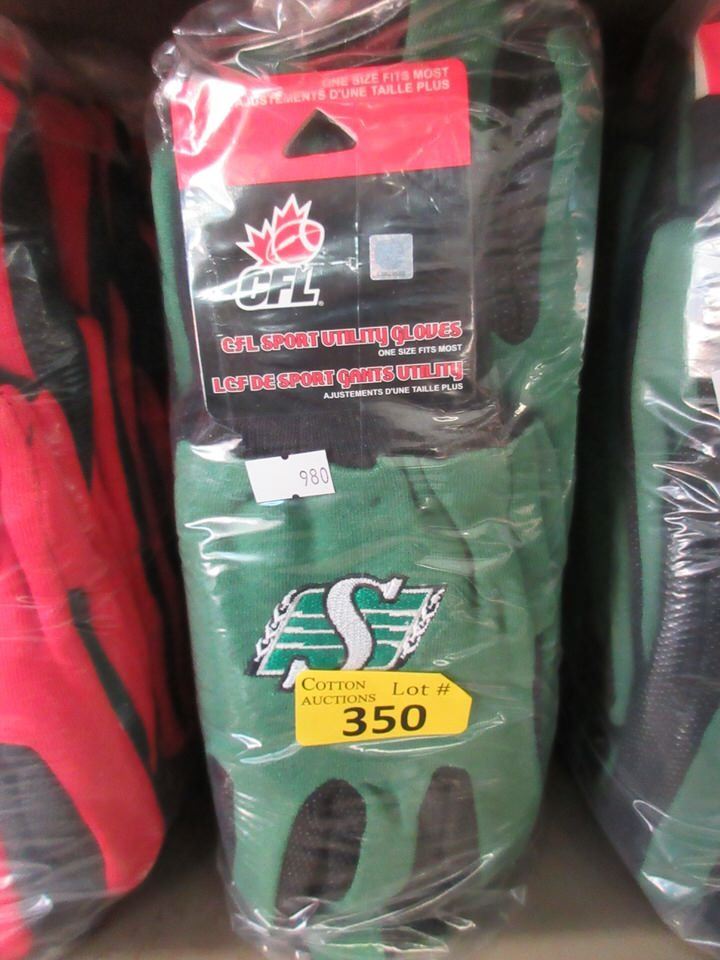 ONE SIZE FITS MOST
AJUSTEMENTS D'UNE TAILLE PLUS
CFL
CFL SPORT UTILITY GLOVES
ONE SIZE FITS MOST
LCF DE SPORT GANTS UTILITY
AJUSTEMENTS D'UNE TAILLE PLUS
980
S
COTTON
AUCTIONS
Lot #
350